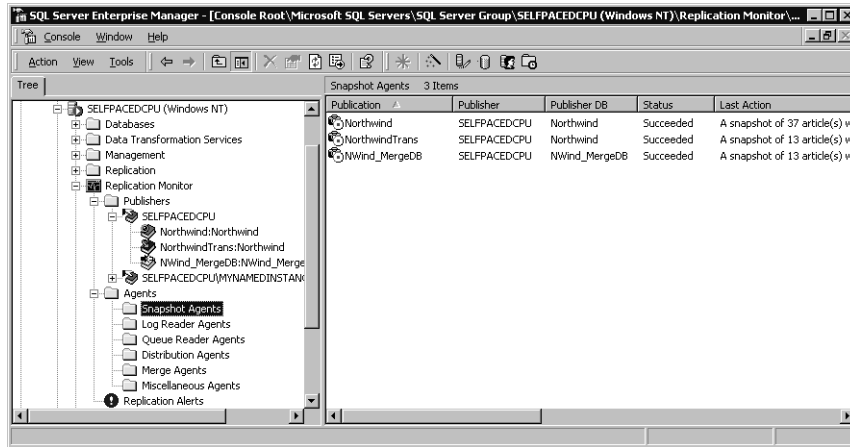 SQL Server Enterprise Manager - [Console Root\Microsoft SQL Servers\SQL Server Group\SELFPACEDCPU (Windows NT)\Replication Monitor\...
Console Window Help
Action View Tools
Tree
Snapshot Agents 3 Items
Publication Publisher Publisher DB Status Last Action
Northwind SELFPACEDCPU Northwind Succeeded A snapshot of 37 article(s) w
NorthwindTrans SELFPACEDCPU Northwind Succeeded A snapshot of 13 article(s) w
NWind_MergeDB SELFPACEDCPU NWind_MergeDB Succeeded A snapshot of 13 article(s) w
SELFPACEDCPU (Windows NT)
Databases
Data Transformation Services
Management
Replication
Replication Monitor
Publishers
SELFPACEDCPU
Northwind:Northwind
NorthwindTrans:Northwind
NWind_MergeDB:NWind_Merge
SELFPACEDCPU\MYNAMEDINSTAN
Agents
Snapshot Agents
Log Reader Agents
Queue Reader Agents
Distribution Agents
Merge Agents
Miscellaneous Agents
Replication Alerts